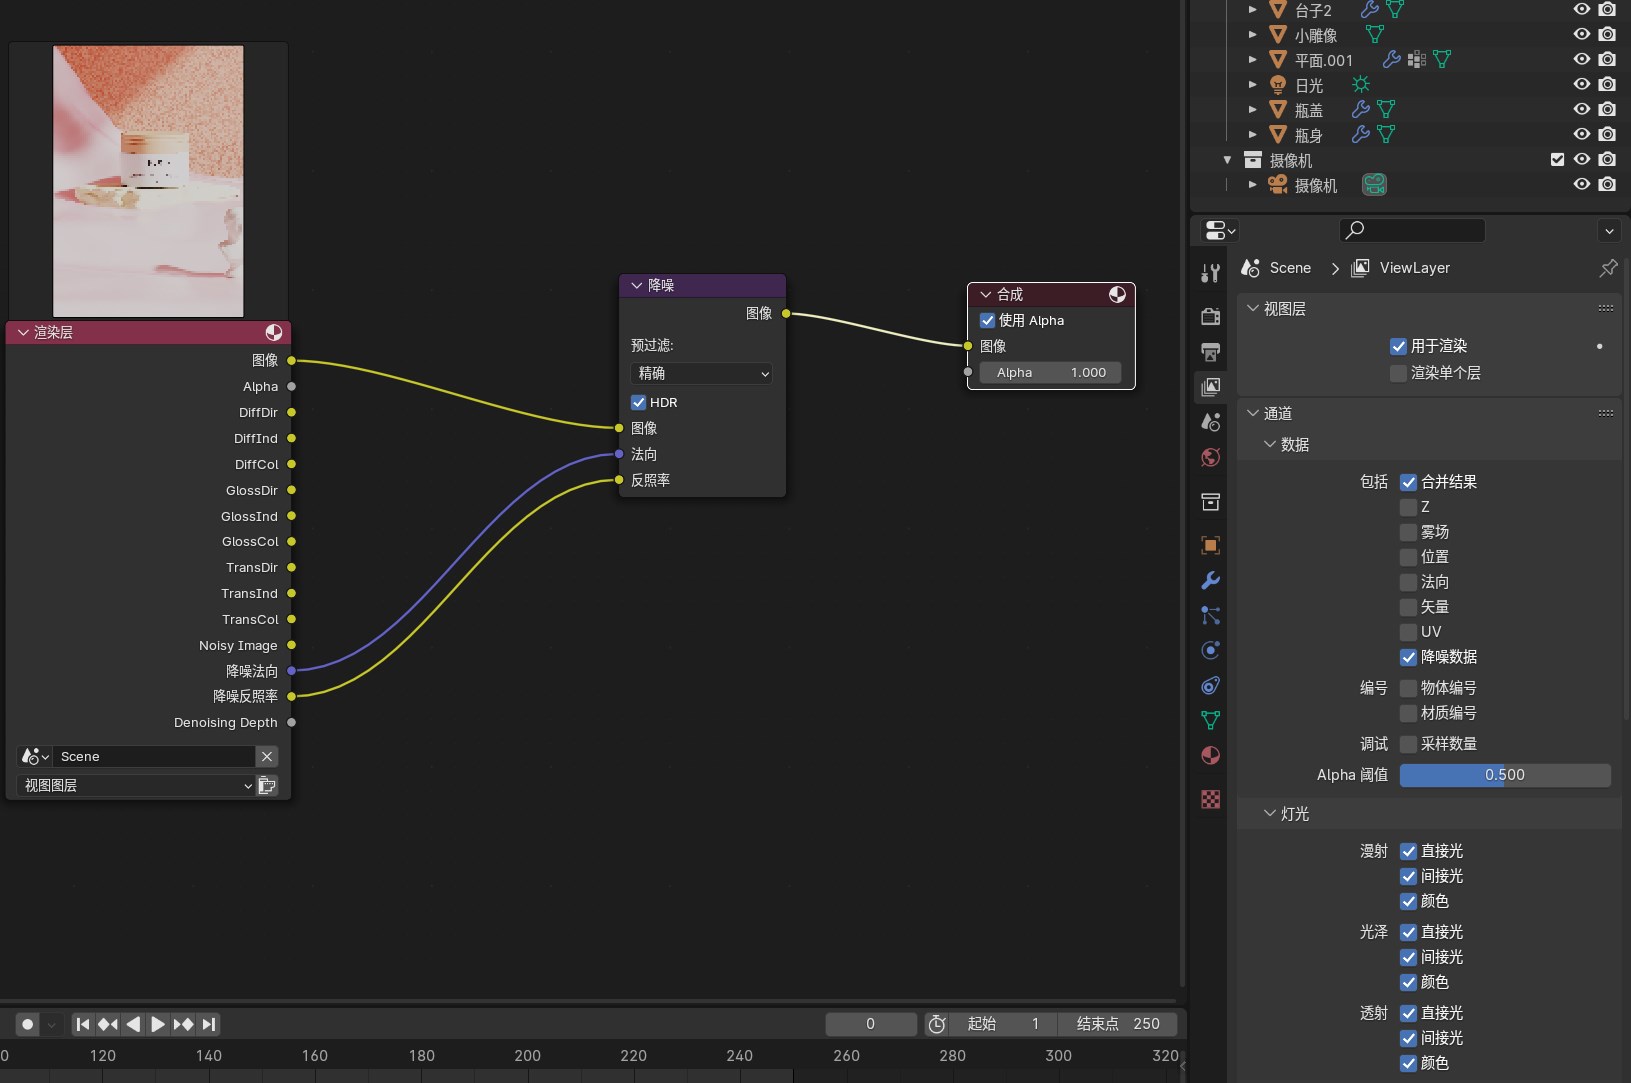 台子2
小雕像
平面.001
日光
瓶盖
瓶身
摄像机
摄像机
Scene
ViewLayer
视图层
用于渲染
渲染单个层
通道
数据
包括
合并结果
Z
雾场
位置
法向
矢量
UV
降噪数据
编号
物体编号
材质编号
调试
采样数量
Alpha 阈值
0.500
灯光
漫射
直接光
间接光
颜色
光泽
直接光
间接光
颜色
透射
直接光
间接光
颜色
渲染层
图像
Alpha
DiffDir
DiffInd
DiffCol
GlossDir
GlossInd
GlossCol
TransDir
TransInd
TransCol
Noisy Image
降噪法向
降噪反照率
Denoising Depth
Scene
视图图层
降噪
图像
预过滤:
精确
HDR
图像
法向
反照率
合成
使用 Alpha
图像
Alpha 1.000
0
起始 1
结束点 250
0 120 140 160 180 200 220 240 260 280 300 320